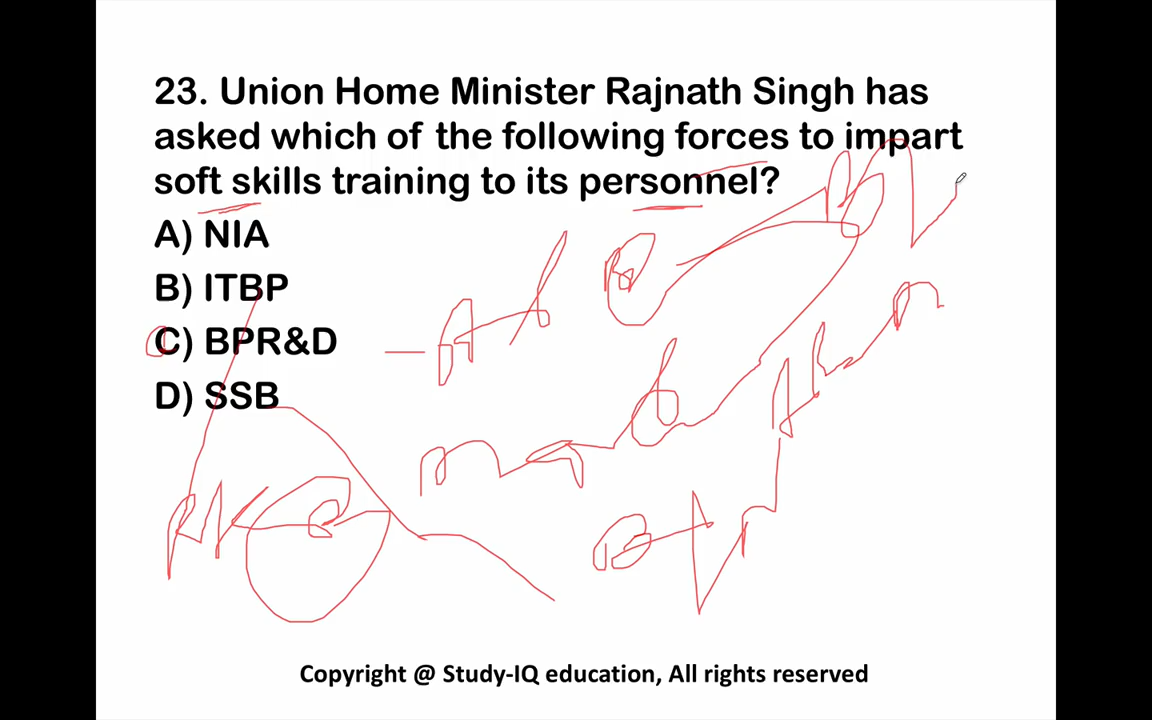 23. Union Home Minister Rajnath Singh has
asked which of the following forces to impart
soft skills training to its personnel?
A) NIA
B) ITBP
C) BPR&D
D) SSB
Copyright @ Study-IQ education, All rights reserved